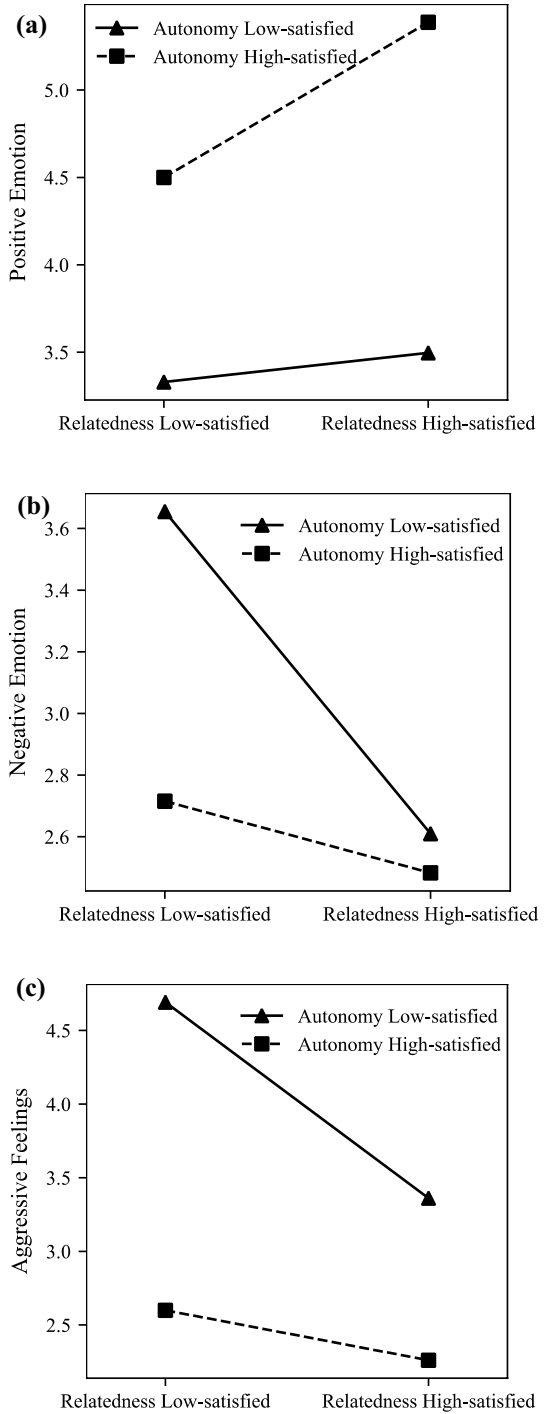 (a)
Autonomy Low-satisfied
Autonomy High-satisfied
Positive Emotion
5.0
4.5
4.0
3.5
Relatedness Low-satisfied
Relatedness High-satisfied
(b)
Autonomy Low-satisfied
Autonomy High-satisfied
Negative Emotion
3.6
3.4
3.2
3.0
2.8
2.6
Relatedness Low-satisfied
Relatedness High-satisfied
(c)
Autonomy Low-satisfied
Autonomy High-satisfied
Aggressive Feelings
4.5
4.0
3.5
3.0
2.5
Relatedness Low-satisfied
Relatedness High-satisfied